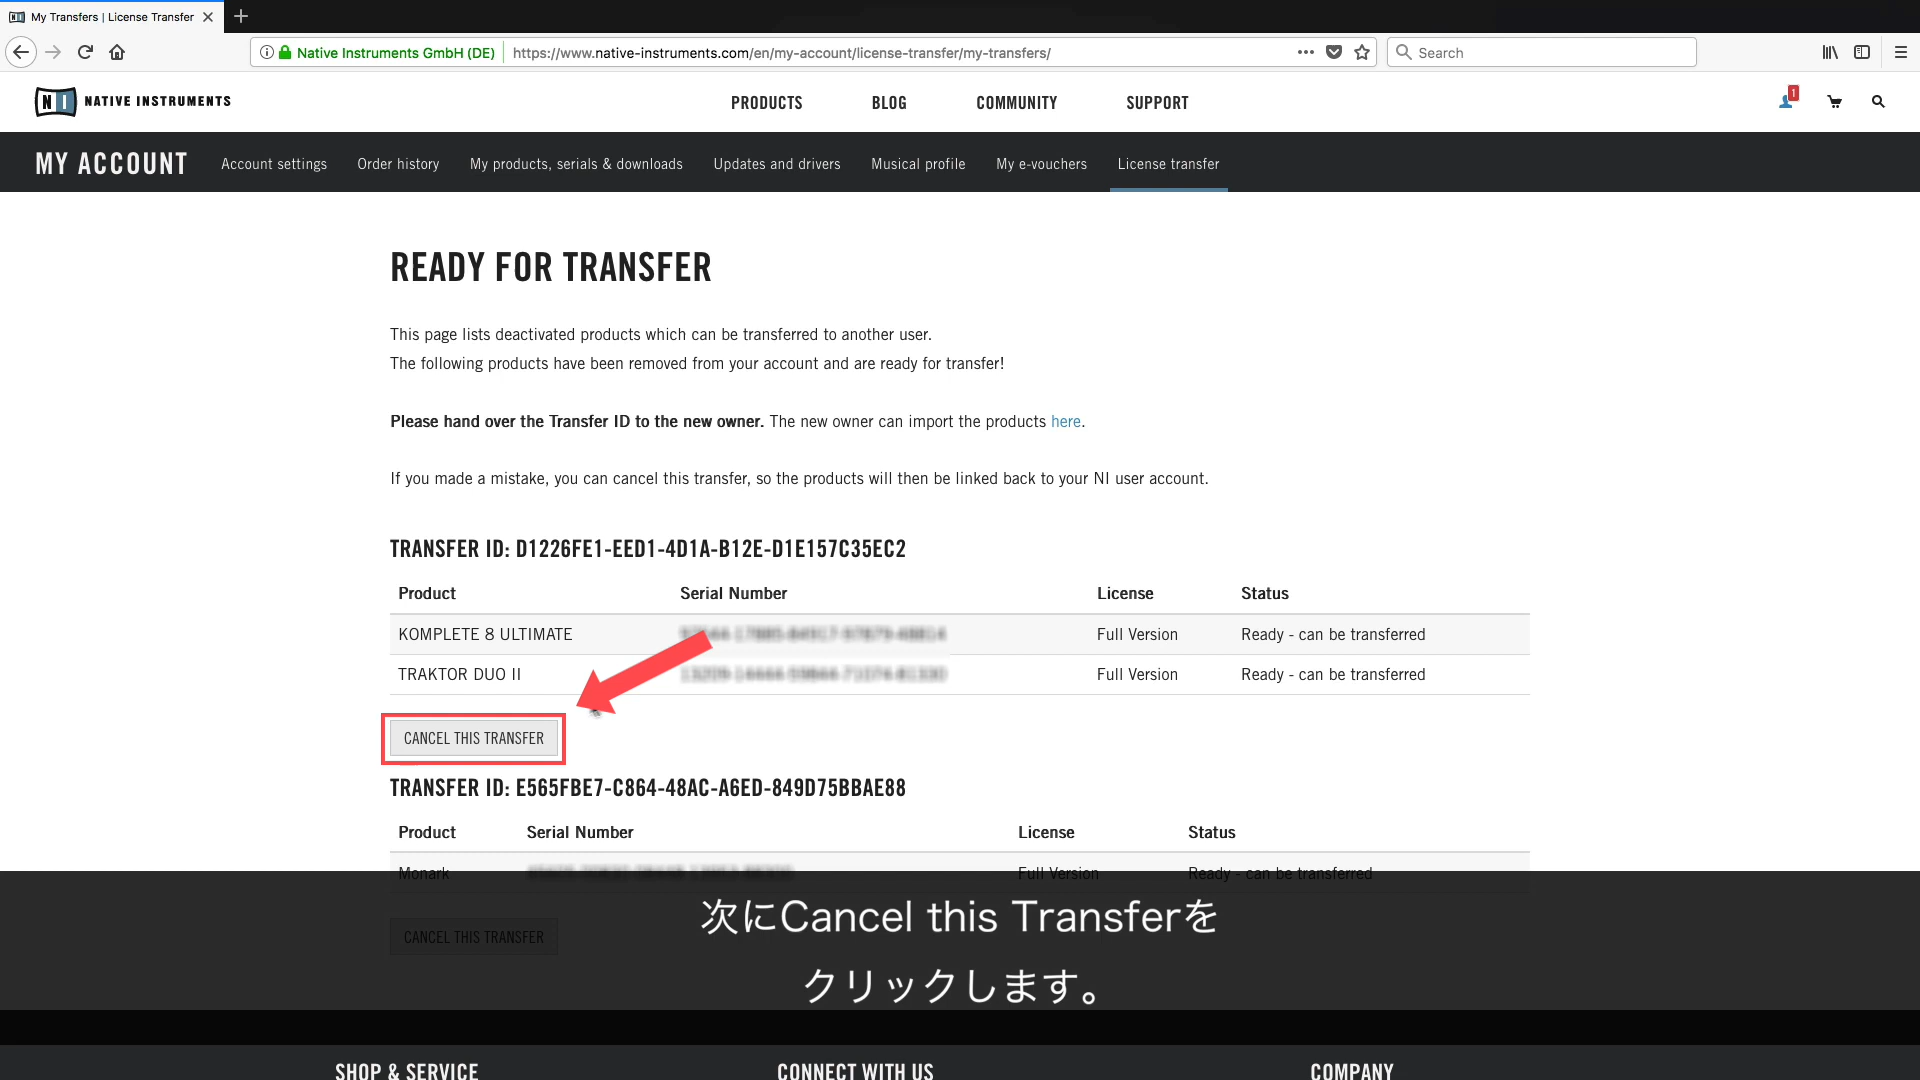 My Transfers | License Transfer
Native Instruments GmbH (DE)
https://www.native-instruments.com/en/my-account/license-transfer/my-transfers/
Search
NI NATIVE INSTRUMENTS
PRODUCTS BLOG COMMUNITY SUPPORT
1
MY ACCOUNT
Account settings Order history My products, serials & downloads Updates and drivers Musical profile My e-vouchers License transfer
READY FOR TRANSFER
This page lists deactivated products which can be transferred to another user.
The following products have been removed from your account and are ready for transfer!
Please hand over the Transfer ID to the new owner. The new owner can import the products here.
If you made a mistake, you can cancel this transfer, so the products will then be linked back to your NI user account.
TRANSFER ID: D1226FE1-EED1-4D1A-B12E-D1E157C35EC2
Product Serial Number License Status
KOMPLETE 8 ULTIMATE Full Version Ready - can be transferred
TRAKTOR DUO II Full Version Ready - can be transferred
CANCEL THIS TRANSFER
TRANSFER ID: E565FBE7-C864-48AC-A6ED-849D75BBAE88
Product Serial Number License Status
Monark Full Version Ready - can be transferred
CANCEL THIS TRANSFER
次にCancel this Transferを
クリックします。
SHOP & SERVICE CONNECT WITH US COMPANY